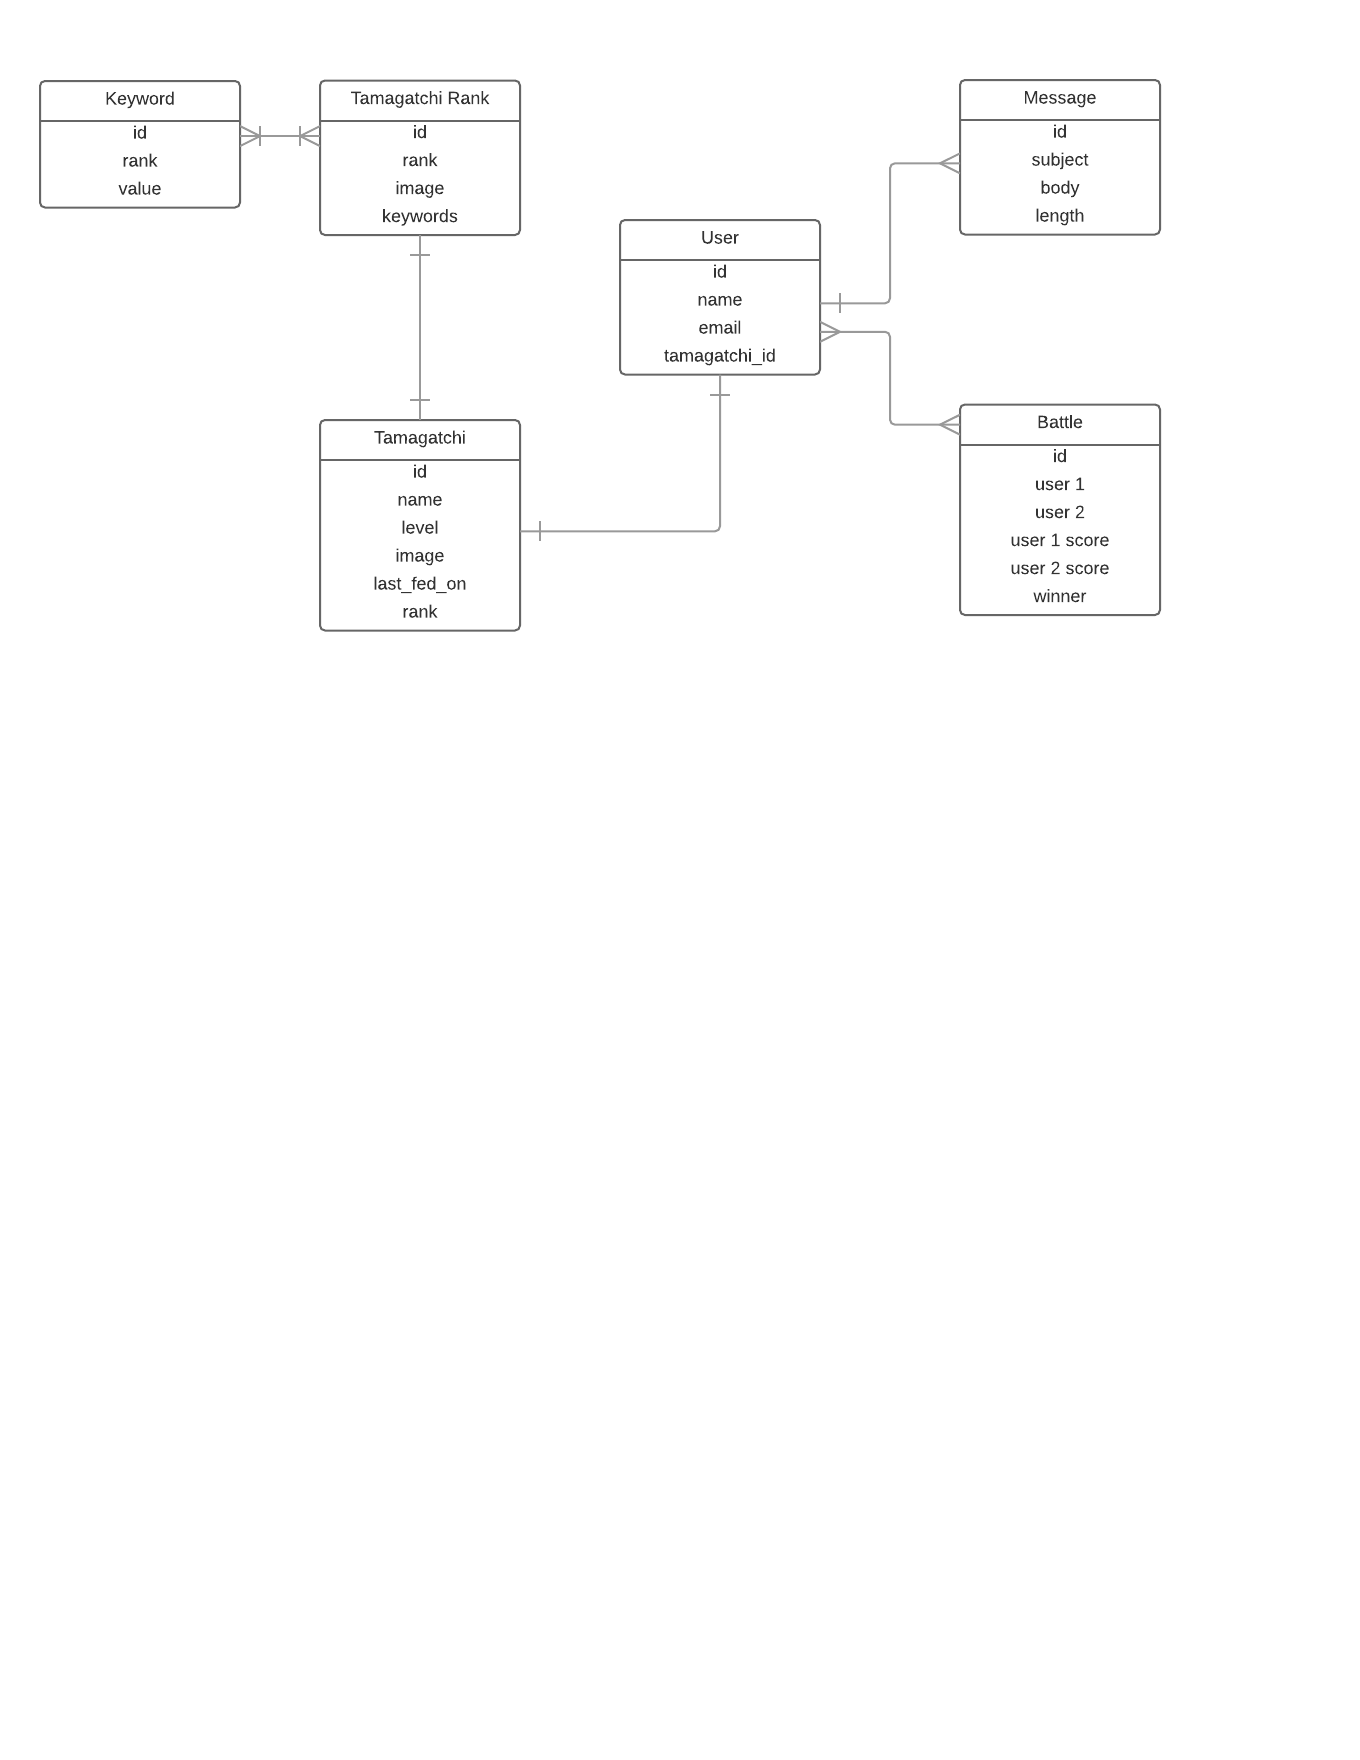 Keyword
id
rank
value
Tamagatchi Rank
id
rank
image
keywords
Message
id
subject
body
length
User
id
name
email
tamagatchi_id
Tamagatchi
id
name
level
image
last_fed_on
rank
Battle
id
user 1
user 2
user 1 score
user 2 score
winner